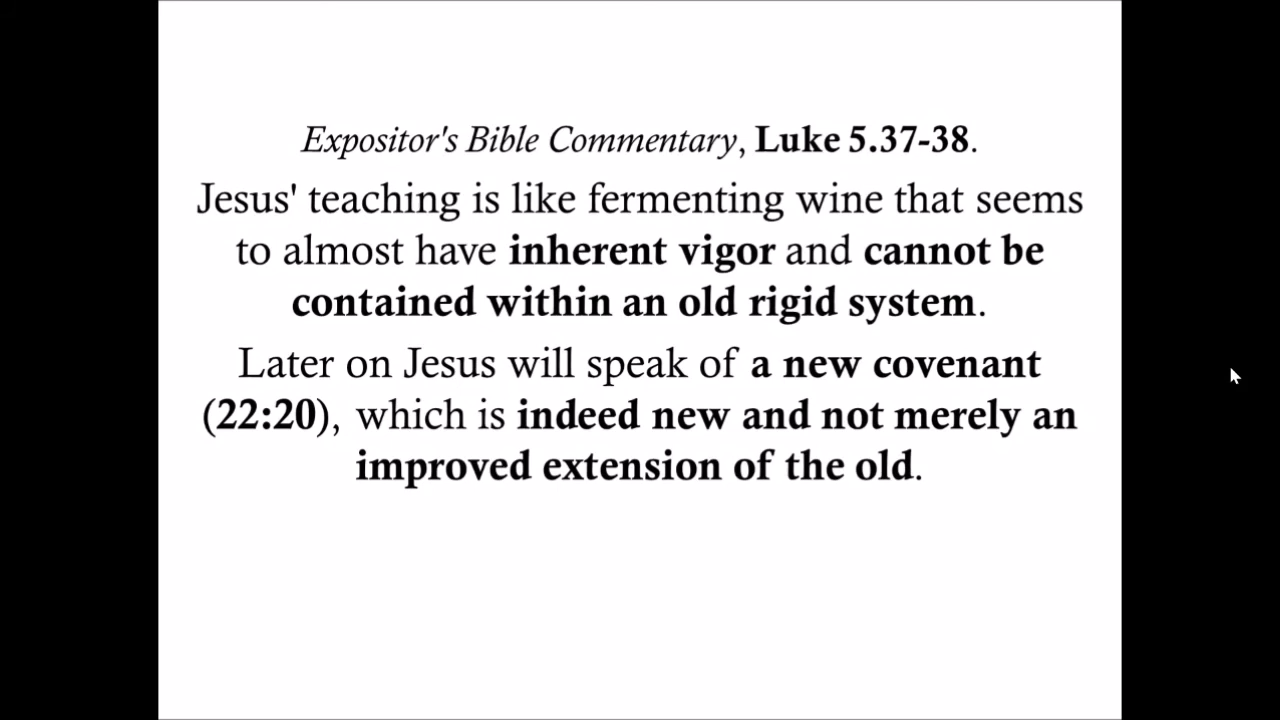 Expositor's Bible Commentary, Luke 5.37-38.
Jesus' teaching is like fermenting wine that seems
to almost have inherent vigor and cannot be
contained within an old rigid system.
Later on Jesus will speak of a new covenant
(22:20), which is indeed new and not merely an
improved extension of the old.